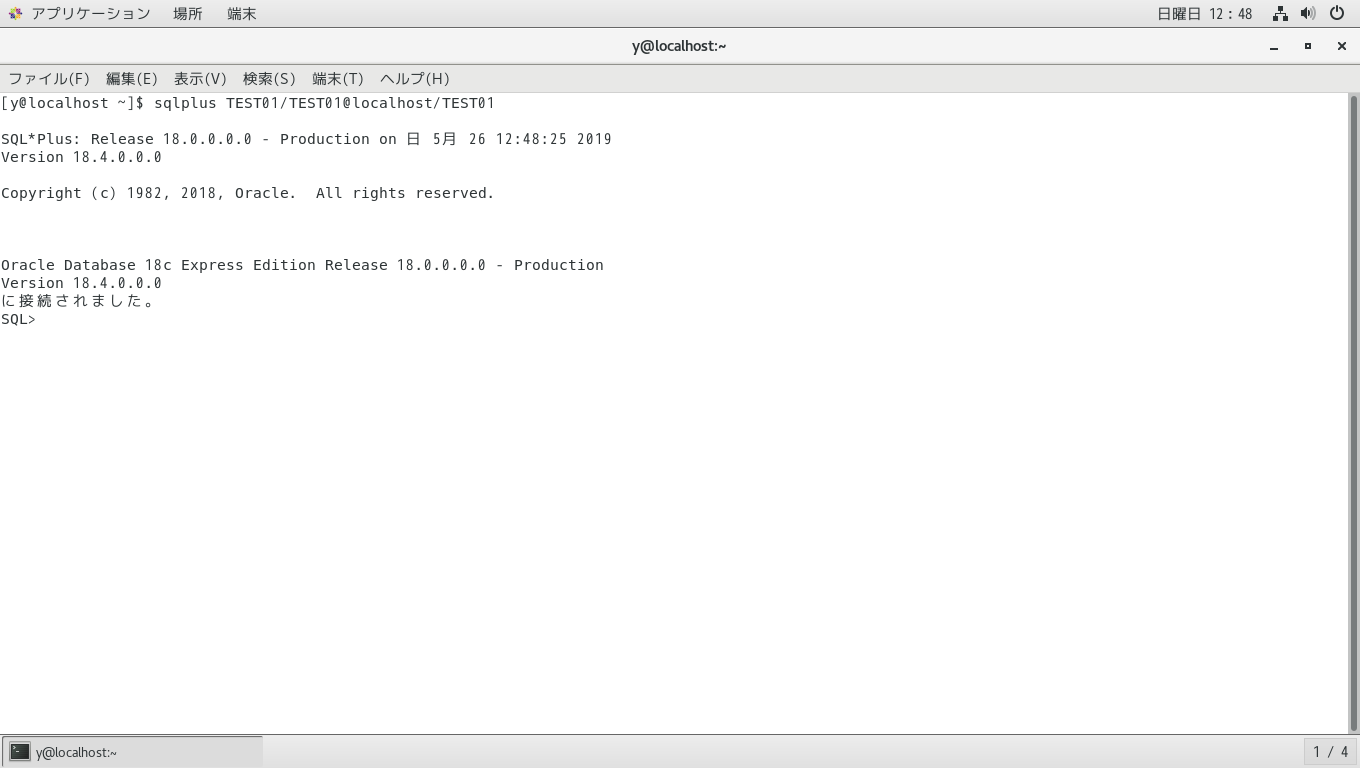 アプリケーション 場所 端末 日曜日 12：48
y@localhost:~
ファイル(F) 編集(E) 表示(V) 検索(S) 端末(T) ヘルプ(H)
[y@localhost ~]$ sqlplus TEST01/TEST01@localhost/TEST01
SQL*Plus: Release 18.0.0.0.0 - Production on 日 5月 26 12:48:25 2019
Version 18.4.0.0.0
Copyright (c) 1982, 2018, Oracle.  All rights reserved.
Oracle Database 18c Express Edition Release 18.0.0.0.0 - Production
Version 18.4.0.0.0
に接続されました。
SQL>
y@localhost:~ 1 / 4